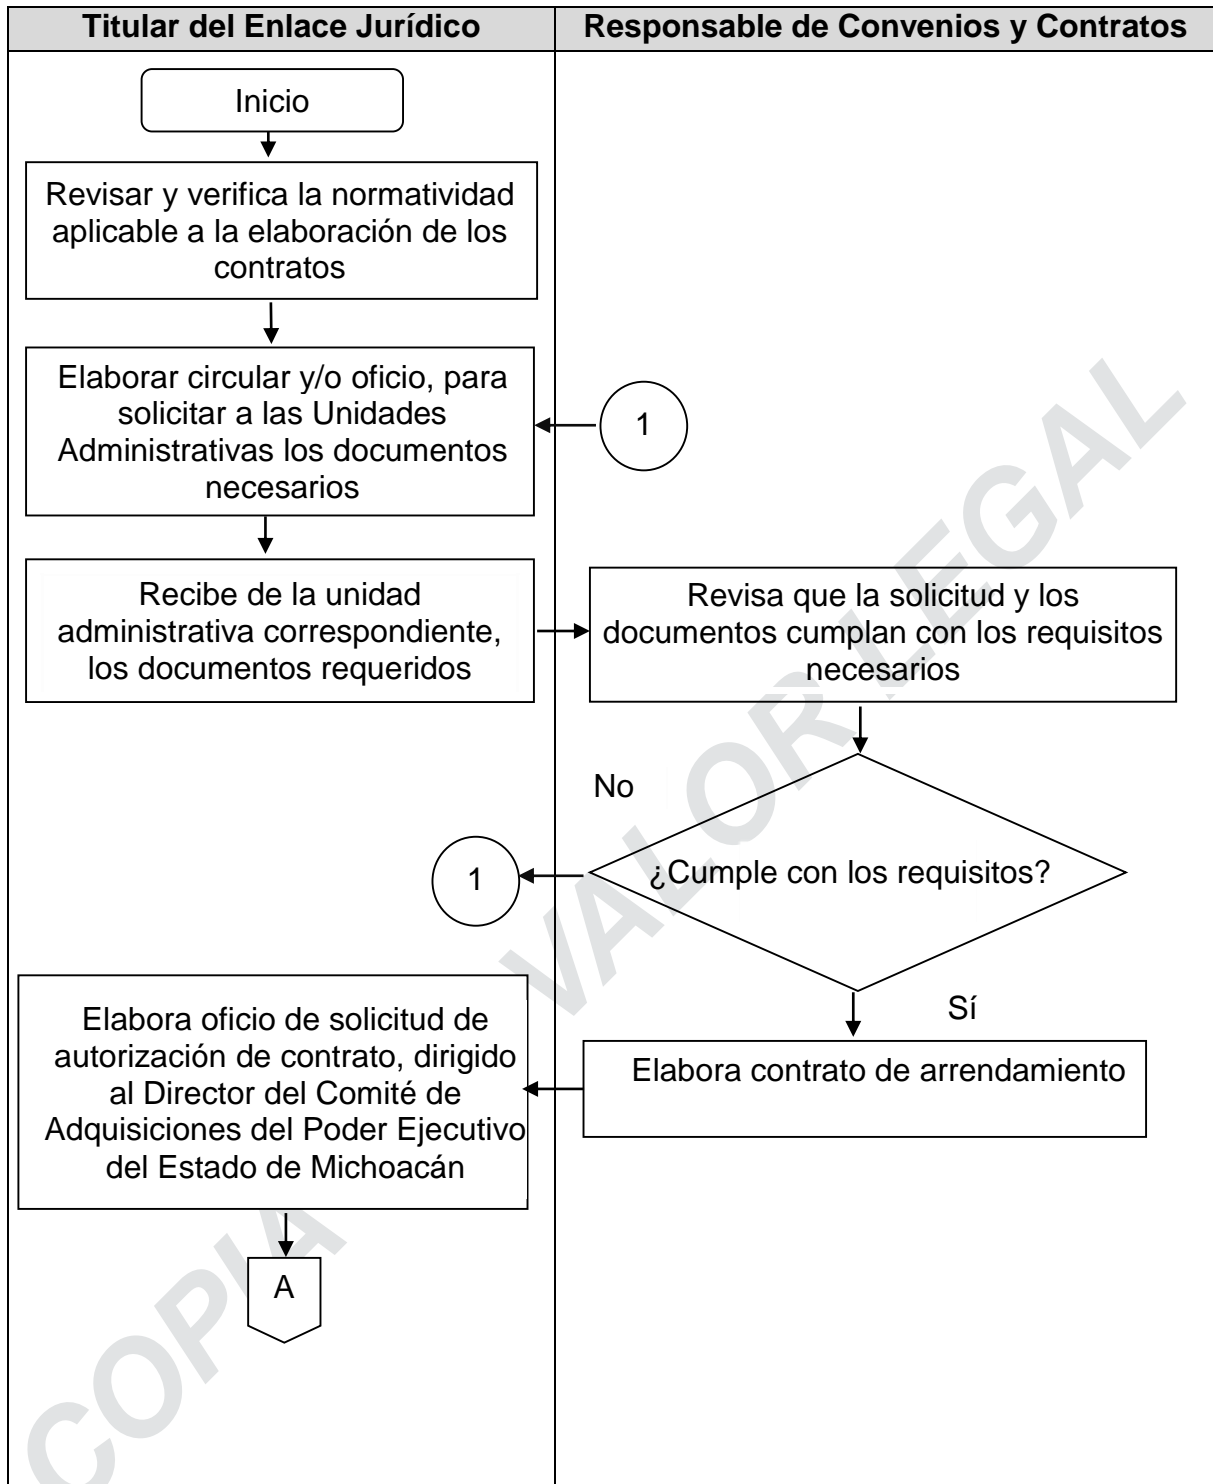 Titular del Enlace Jurídico
Responsable de Convenios y Contratos
Inicio
Revisar y verifica la normatividad
aplicable a la elaboración de los
contratos
Elaborar circular y/o oficio, para
solicitar a las Unidades
Administrativas los documentos
necesarios
1
Recibe de la unidad
administrativa correspondiente,
los documentos requeridos
Revisa que la solicitud y los
documentos cumplan con los requisitos
necesarios
No
¿Cumple con los requisitos?
1
Sí
Elabora contrato de arrendamiento
Elabora oficio de solicitud de
autorización de contrato, dirigido
al Director del Comité de
Adquisiciones del Poder Ejecutivo
del Estado de Michoacán
A
COPIA VALOR LEGAL